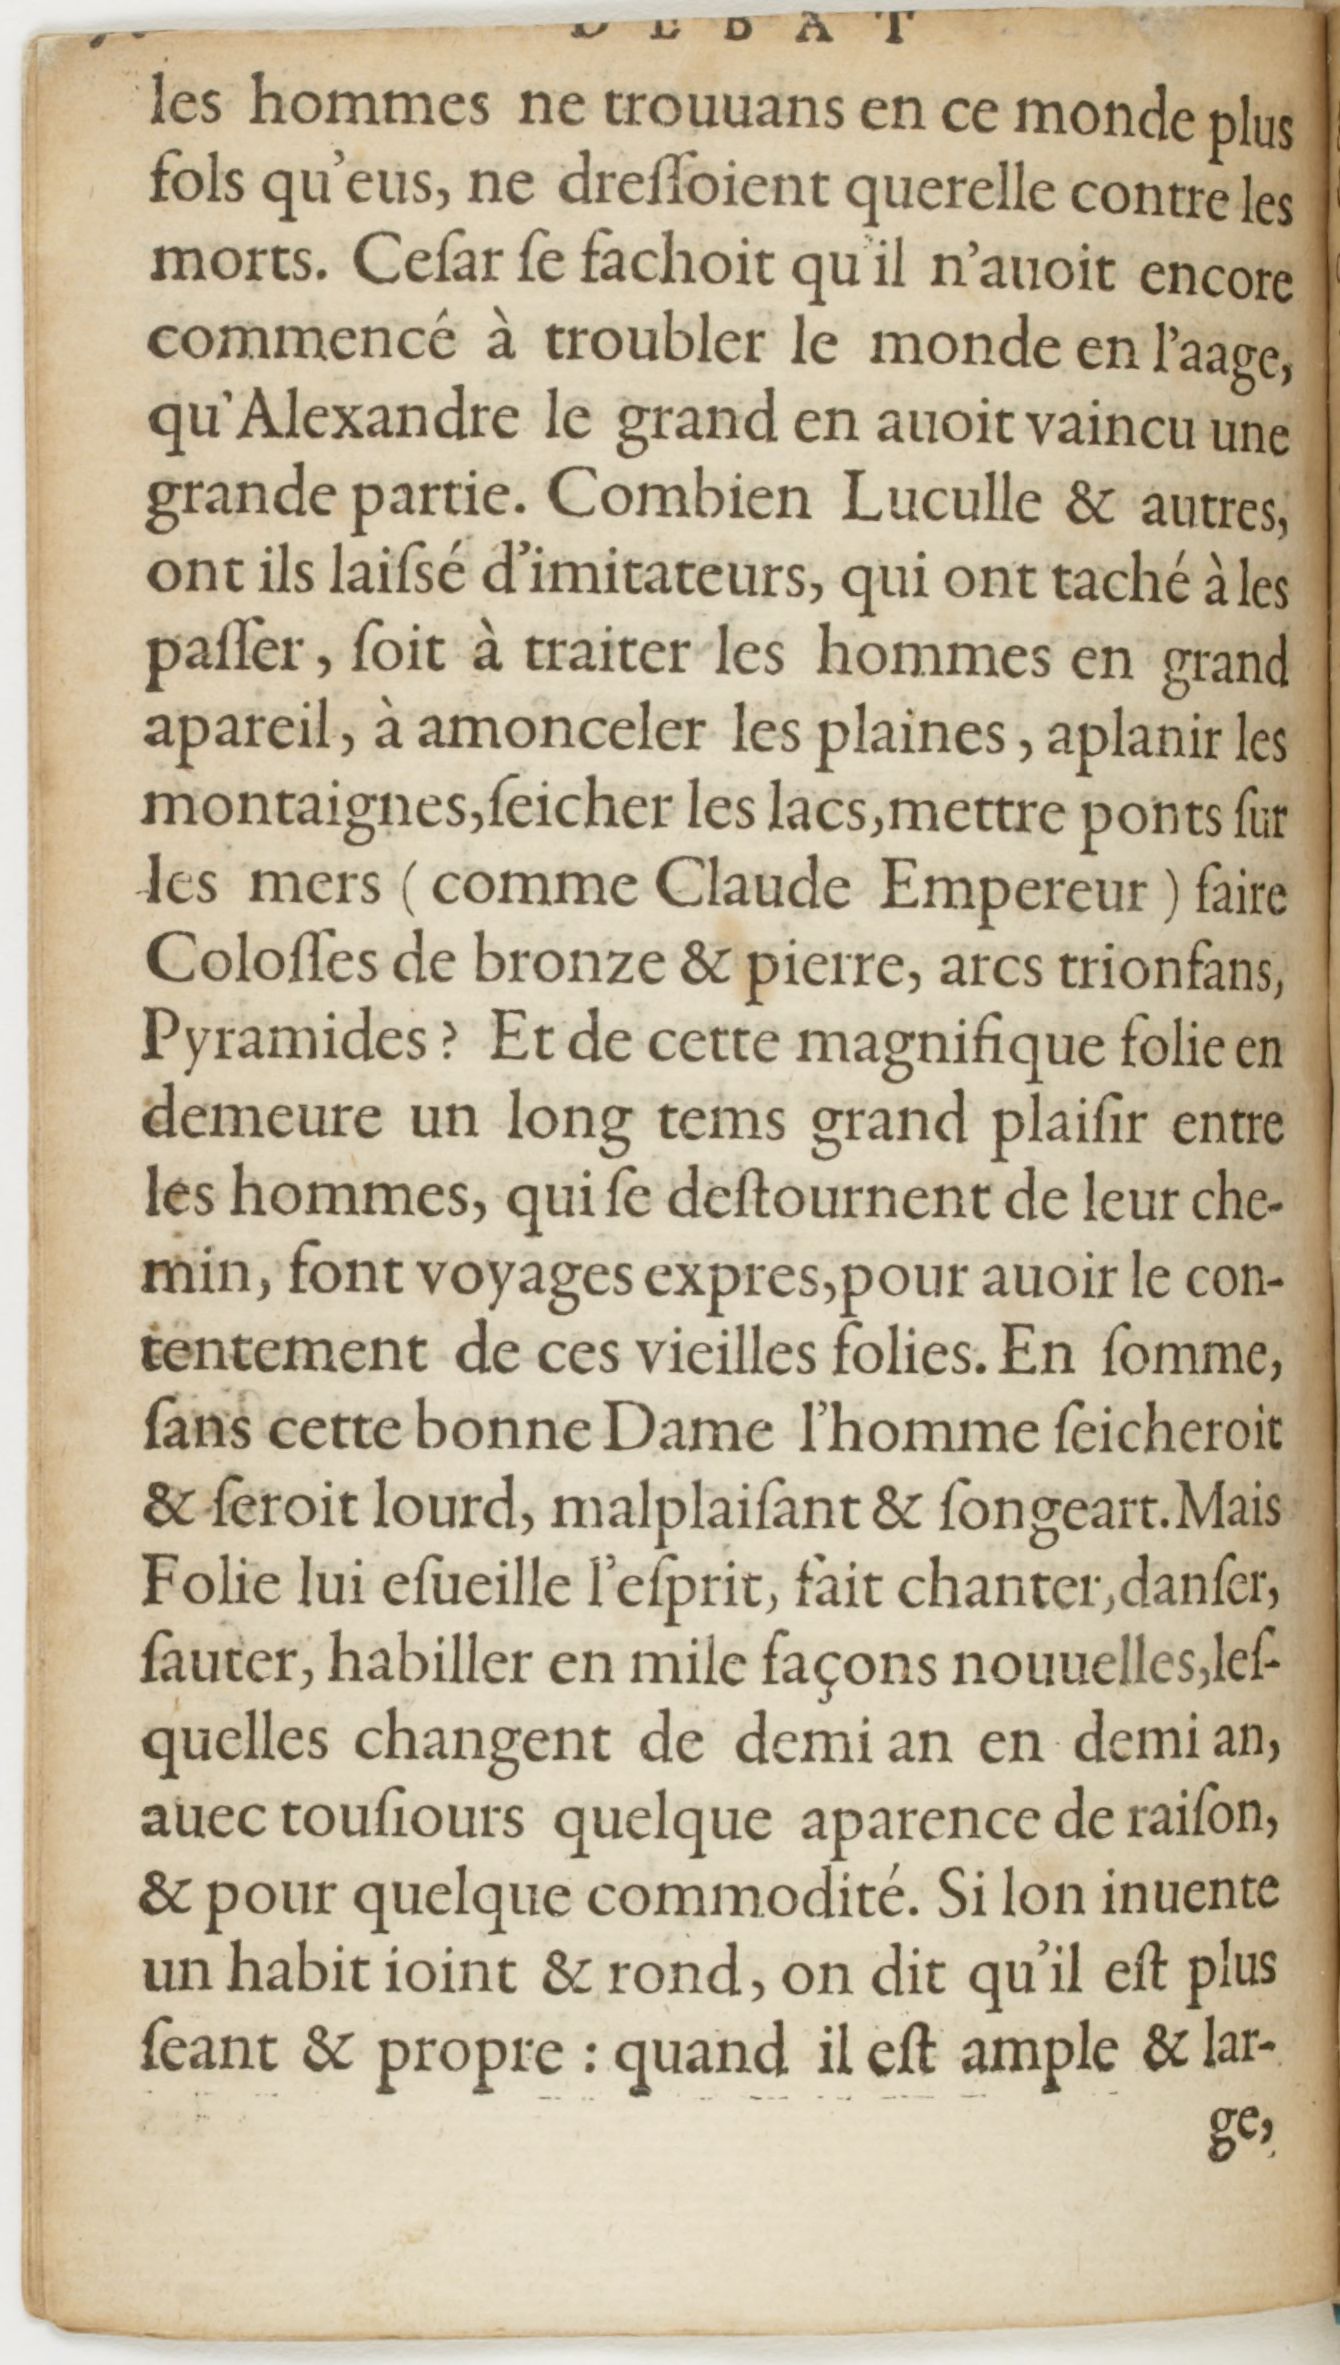 DEBAT
les hommes ne trouuans en ce monde plus
fols qu'eus, ne dreſſoient querelle contre les
morts. Ceſar ſe fachoit qu'il n'auoit encore
commencé à troubler le monde en l'aage,
qu'Alexandre le grand en auoit vaincu une
grande partie. Combien Luculle & autres,
ont ils laiſsé d'imitateurs, qui ont taché à les
paſſer, ſoit à traiter les hommes en grand
apareil, à amonceler les plaines, aplanir les
montaignes,ſeicher les lacs,mettre ponts ſur
les mers (comme Claude Empereur) faire
Coloſſes de bronze & pierre, arcs trionfans,
Pyramides? Et de cette magnifique folie en
demeure un long tems grand plaiſir entre
les hommes, qui ſe deſtournent de leur che-
min, font voyages expres,pour auoir le con-
tentement de ces vieilles folies. En ſomme,
ſans cette bonne Dame l'homme ſeicheroit
& ſeroit lourd, malplaiſant & ſongeart. Mais
Folie lui eſueille l'eſprit, fait chanter,danſer,
ſauter, habiller en mile façons nouuelles,leſ-
quelles changent de demi an en demi an,
auec touſiours quelque aparence de raiſon,
& pour quelque commodité. Si lon inuente
un habit ioint & rond, on dit qu'il eſt plus
ſeant & propre : quand il eſt ample & lar-
ge,